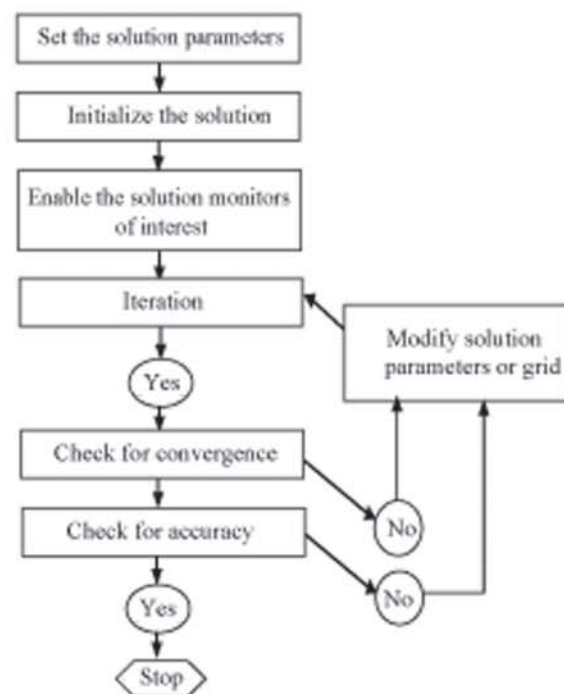 Set the solution parameters
Initialize the solution
Enable the solution monitors
of interest
Iteration
Modify solution
parameters or grid
Yes
Check for convergence
No
Check for accuracy
No
Yes
Stop